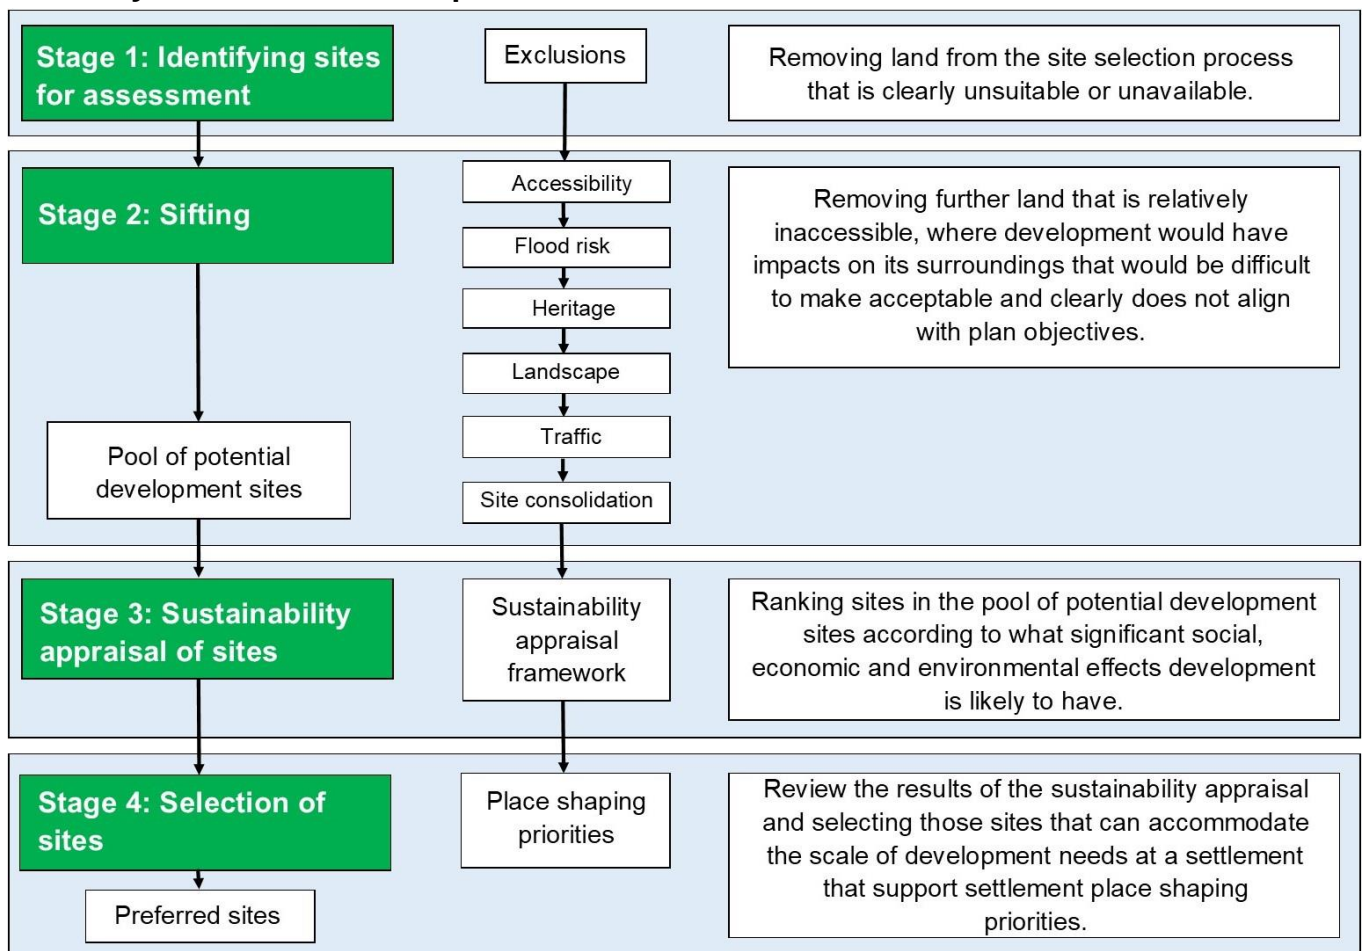 Stage 1: Identifying sites
for assessment
Exclusions
Removing land from the site selection process
that is clearly unsuitable or unavailable.
Stage 2: Sifting
Accessibility
Flood risk
Heritage
Landscape
Traffic
Site consolidation
Removing further land that is relatively
inaccessible, where development would have
impacts on its surroundings that would be difficult
to make acceptable and clearly does not align
with plan objectives.
Pool of potential
development sites
Stage 3: Sustainability
appraisal of sites
Sustainability
appraisal
framework
Ranking sites in the pool of potential development
sites according to what significant social,
economic and environmental effects development
is likely to have.
Stage 4: Selection of
sites
Place shaping
priorities
Review the results of the sustainability appraisal
and selecting those sites that can accommodate
the scale of development needs at a settlement
that support settlement place shaping
priorities.
Preferred sites